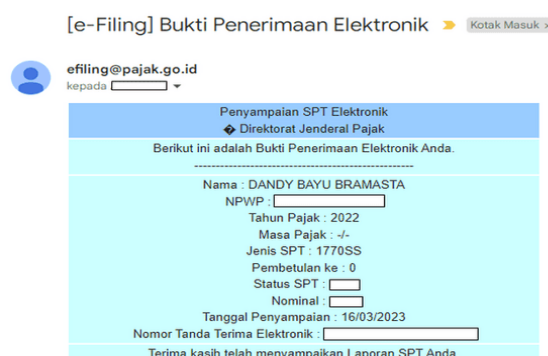 [e-Filing] Bukti Penerimaan Elektronik Kotak Masuk ×
efiling@pajak.go.id
kepada
Penyampaian SPT Elektronik
� Direktorat Jenderal Pajak
Berikut ini adalah Bukti Penerimaan Elektronik Anda.
------------------------------------------------------
Nama : DANDY BAYU BRAMASTA
NPWP :
Tahun Pajak : 2022
Masa Pajak : -/-
Jenis SPT : 1770SS
Pembetulan ke : 0
Status SPT :
Nominal :
Tanggal Penyampaian : 16/03/2023
Nomor Tanda Terima Elektronik :
Terima kasih telah menyampaikan Laporan SPT Anda